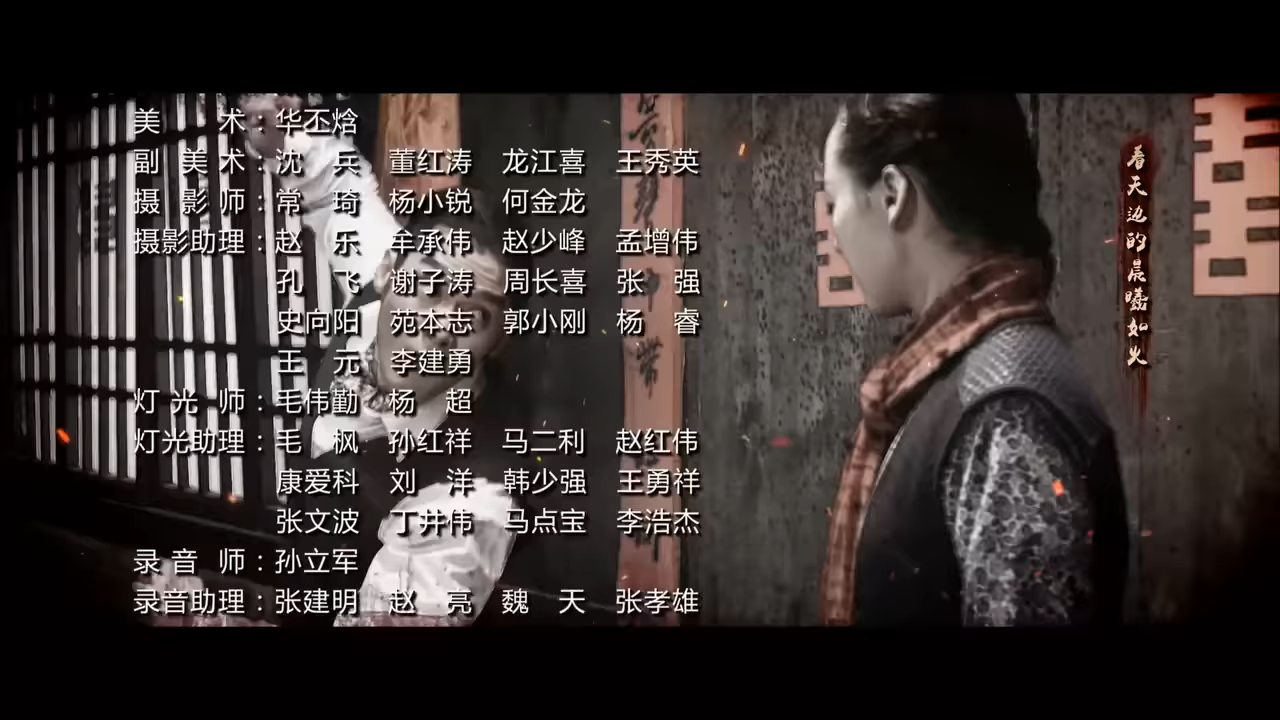 美术：华丕焓
副美术：沈兵 董红涛 龙江喜 王秀英
摄影师：常琦 杨小锐 何金龙
摄影助理：赵乐 牟承伟 赵少峰 孟增伟
孔飞 谢子涛 周长喜 张强
史向阳 苑本志 郭小刚 杨睿
王元 李建勇
灯光师：毛伟勤 杨超
灯光助理：毛枫 孙红祥 马二利 赵红伟
康爱科 刘洋 韩少强 王勇祥
张文波 丁井伟 马点宝 李浩杰
录音师：孙立军
录音助理：张建明 赵亮 魏天 张孝雄
看天边的晨曦如火